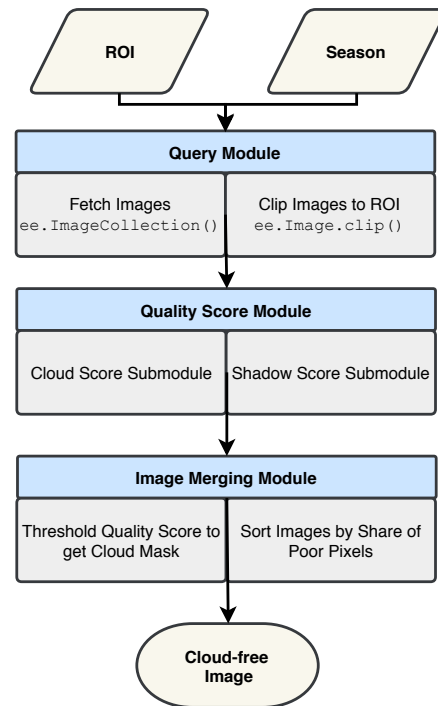 ROI
Season
Query Module
Fetch Images
ee.ImageCollection()
Clip Images to ROI
ee.Image.clip()
Quality Score Module
Cloud Score Submodule
Shadow Score Submodule
Image Merging Module
Threshold Quality Score to
get Cloud Mask
Sort Images by Share of
Poor Pixels
Cloud-free
Image